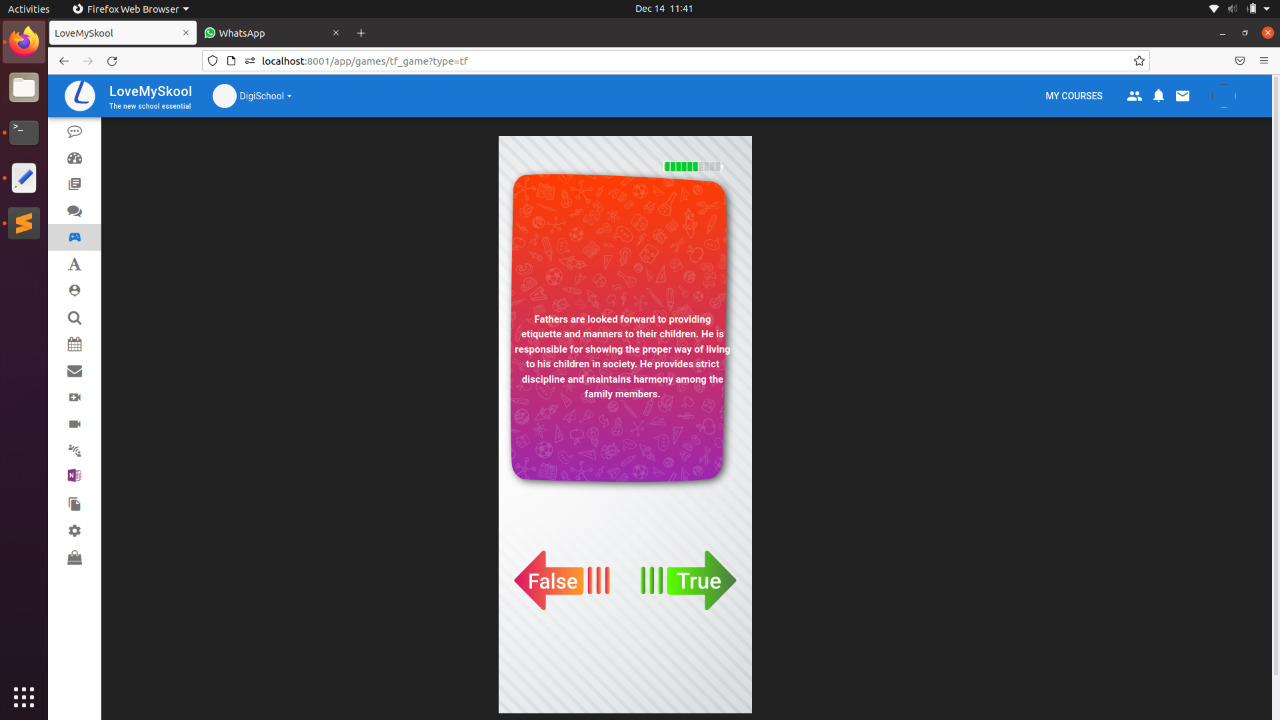 Activities
Firefox Web Browser
Dec 14 11:41
LoveMySkool
WhatsApp
localhost:8001/app/games/tf_game?type=tf
LoveMySkool
The new school essential
DigiSchool
MY COURSES
Fathers are looked forward to providing
etiquette and manners to their children. He is
responsible for showing the proper way of living
to his children in society. He provides strict
discipline and maintains harmony among the
family members.
False
True